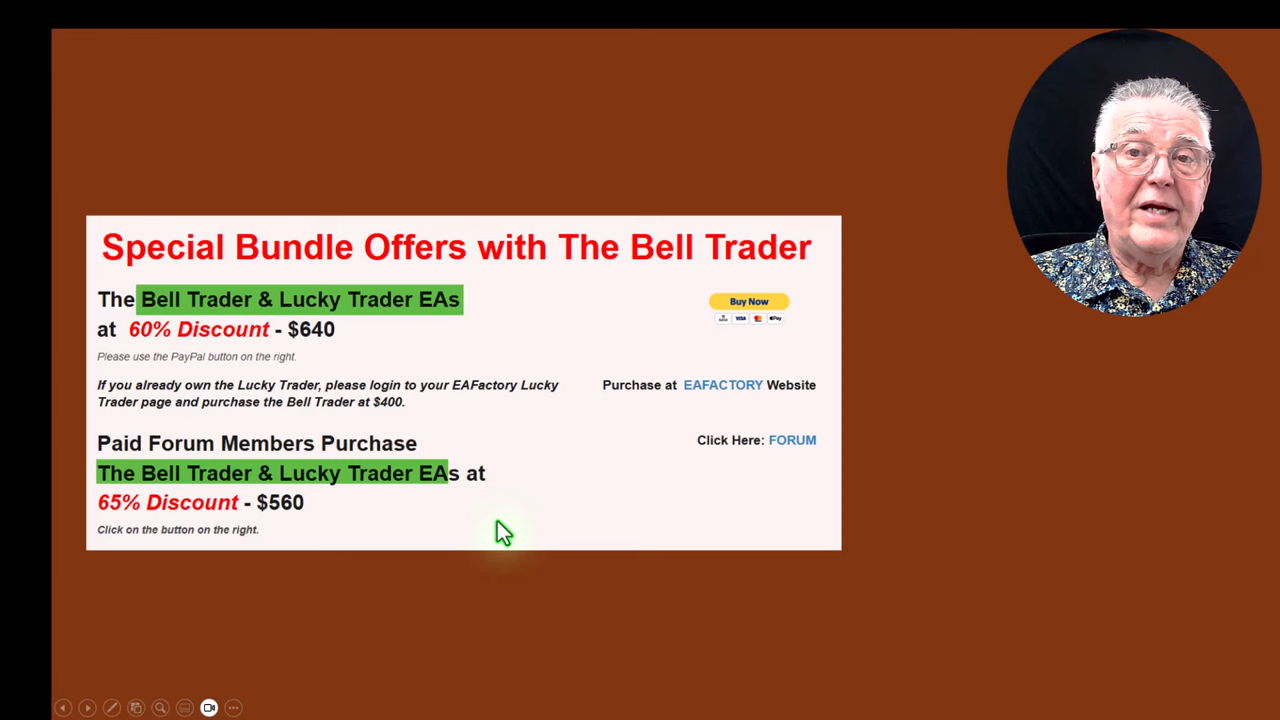 Special Bundle Offers with The Bell Trader
The Bell Trader & Lucky Trader EAs
at 60% Discount - $640
Please use the PayPal button on the right.
Buy Now
VISA
Pay
If you already own the Lucky Trader, please login to your EAFactory Lucky
Trader page and purchase the Bell Trader at $400.
Purchase at EAFACTORY Website
Paid Forum Members Purchase
Click Here: FORUM
The Bell Trader & Lucky Trader EAs at
65% Discount - $560
Click on the button on the right.